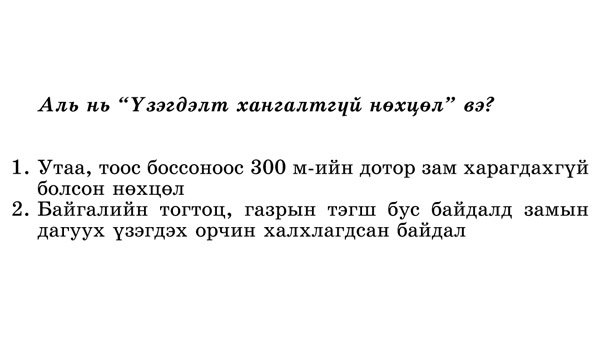 Аль нь “Үзэгдэлт хангалтгүй нөхцөл” вэ?
1. Утаа, тоос боссоноос 300 м-ийн дотор зам харагдахгүй
болсон нөхцөл
2. Байгалийн тогтоц, газрын тэгш бус байдалд замын
дагуух үзэгдэх орчин халхлагдсан байдал